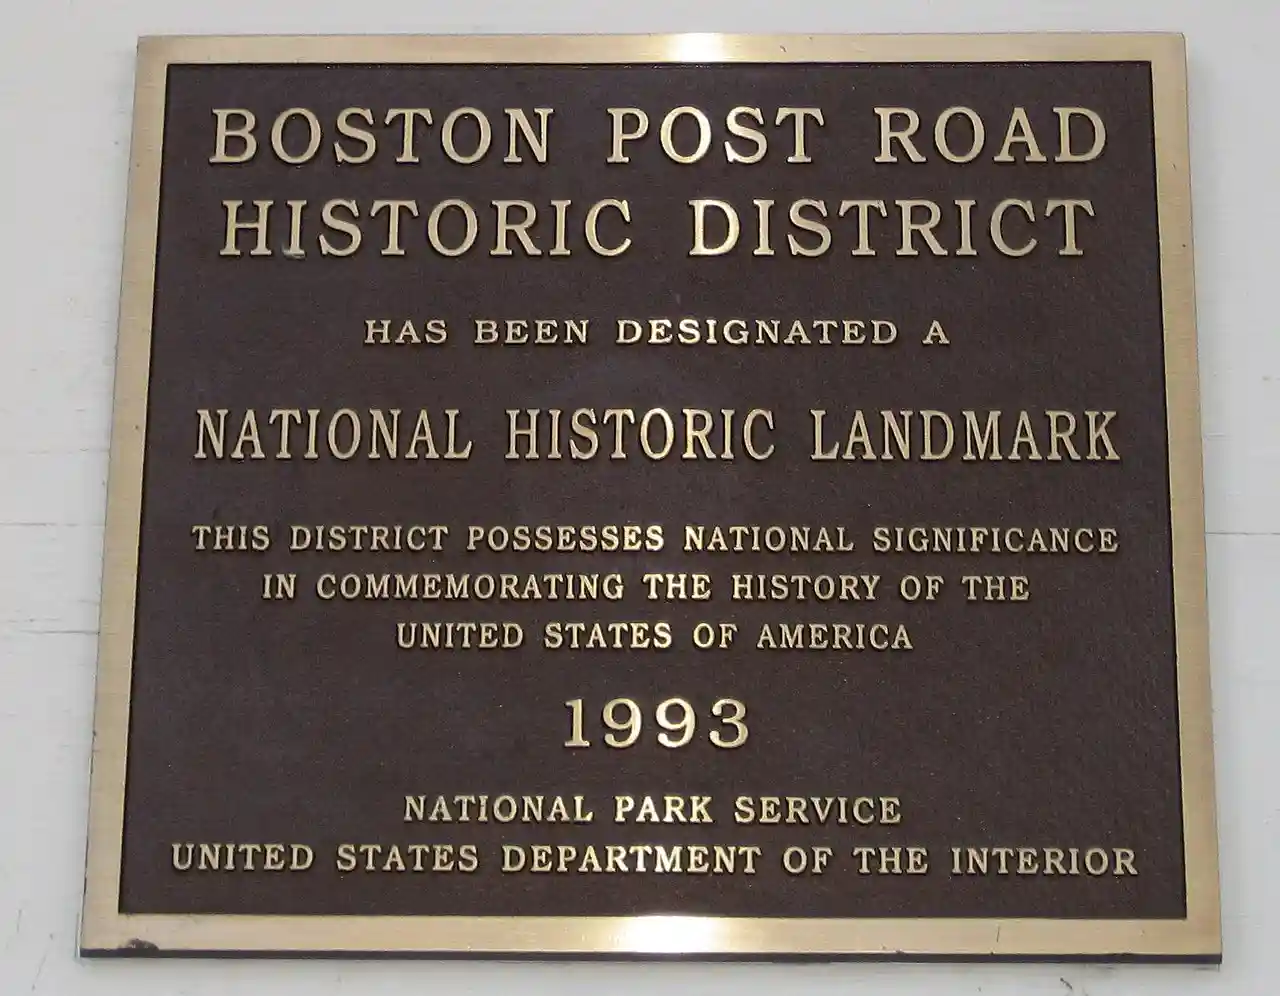 BOSTON POST ROAD
HISTORIC DISTRICT
HAS BEEN DESIGNATED A
NATIONAL HISTORIC LANDMARK
THIS DISTRICT POSSESSES NATIONAL SIGNIFICANCE
IN COMMEMORATING THE HISTORY OF THE
UNITED STATES OF AMERICA
1993
NATIONAL PARK SERVICE
UNITED STATES DEPARTMENT OF THE INTERIOR